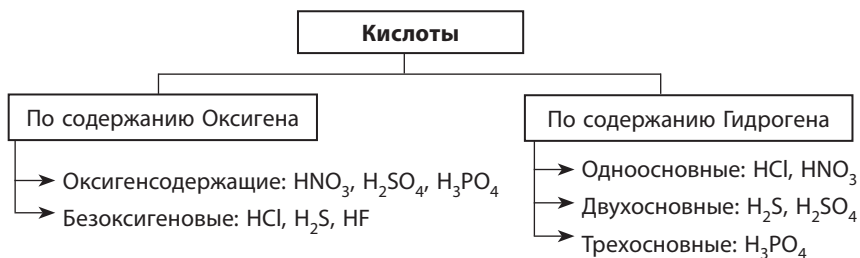 Кислоты
По содержанию Оксигена
Оксигенсодержащие: HNO₃, H₂SO₄, H₃PO₄
Безоксигеновые: HCl, H₂S, HF
По содержанию Гидрогена
Одноосновные: HCl, HNO₃
Двухосновные: H₂S, H₂SO₄
Трехосновные: H₃PO₄